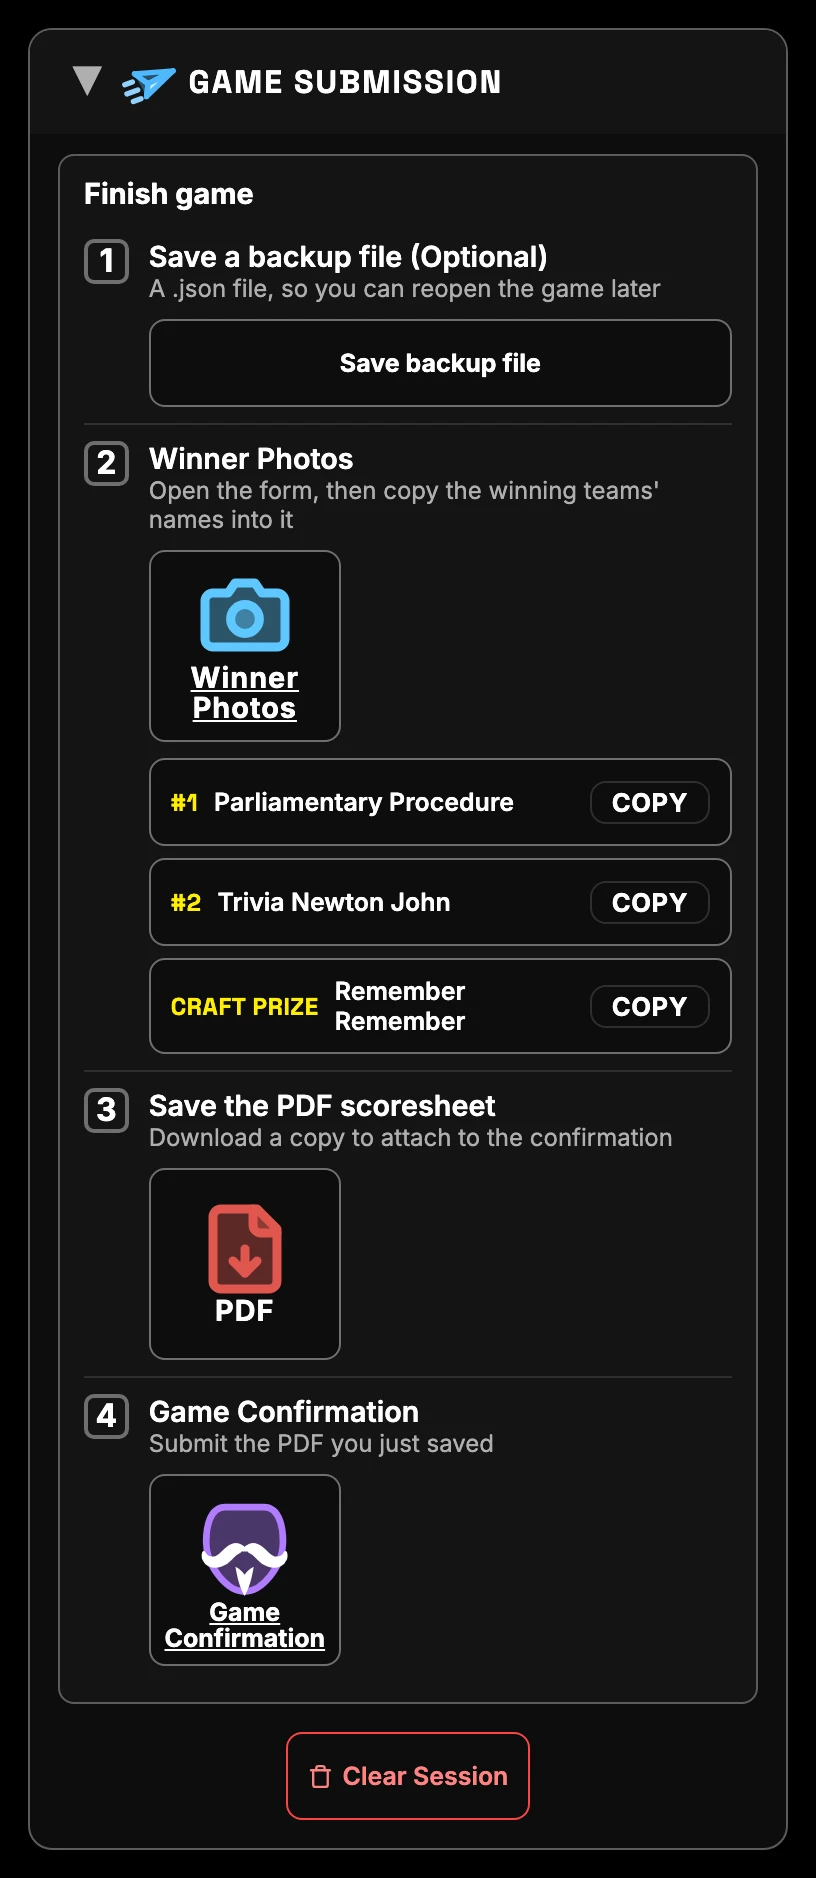 GAME SUBMISSION
Finish game
1
Save a backup file (Optional)
A .json file, so you can reopen the game later
Save backup file
2
Winner Photos
Open the form, then copy the winning teams'
names into it
Winner
Photos
#1 Parliamentary Procedure COPY
#2 Trivia Newton John COPY
CRAFT PRIZE Remember
Remember COPY
3
Save the PDF scoresheet
Download a copy to attach to the confirmation
PDF
4
Game Confirmation
Submit the PDF you just saved
Game
Confirmation
Clear Session